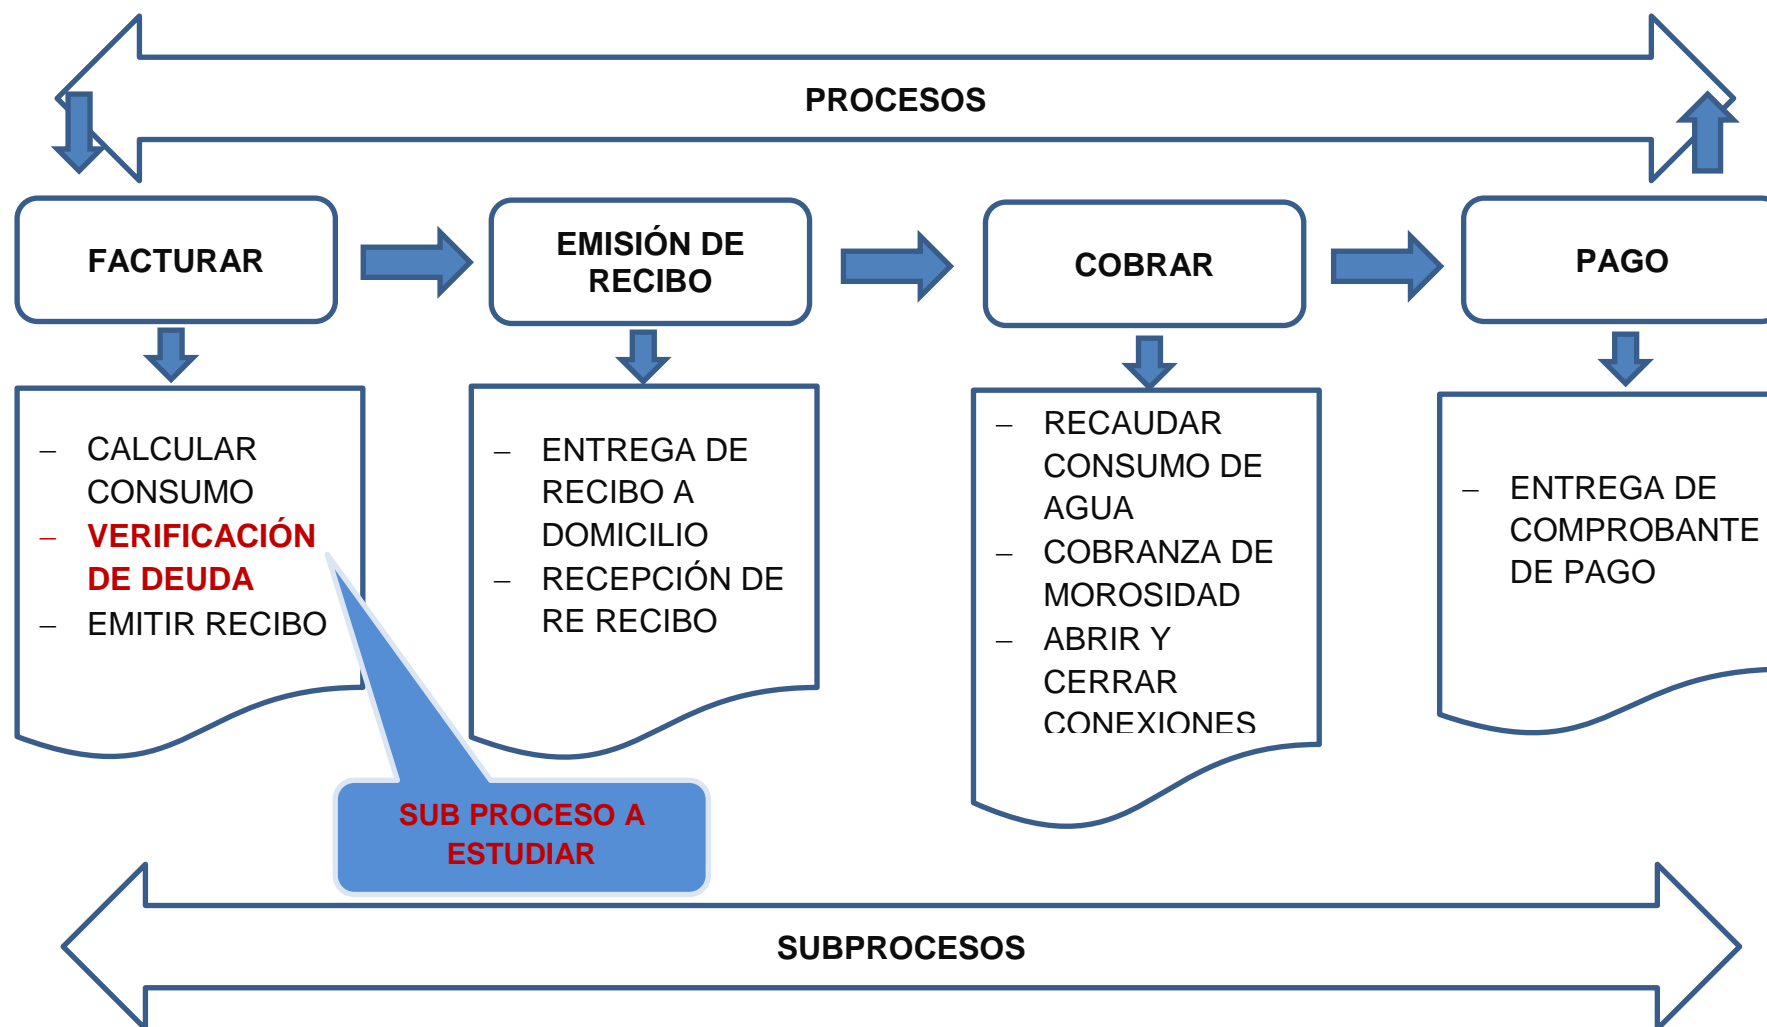 PROCESOS
FACTURAR
EMISIÓN DE
RECIBO
COBRAR
PAGO
– CALCULAR
CONSUMO
– VERIFICACIÓN
DE DEUDA
– EMITIR RECIBO
– ENTREGA DE
RECIBO A
DOMICILIO
– RECEPCIÓN DE
RE RECIBO
– RECAUDAR
CONSUMO DE
AGUA
– COBRANZA DE
MOROSIDAD
– ABRIR Y
CERRAR
CONEXIONES
– ENTREGA DE
COMPROBANTE
DE PAGO
SUB PROCESO A
ESTUDIAR
SUBPROCESOS